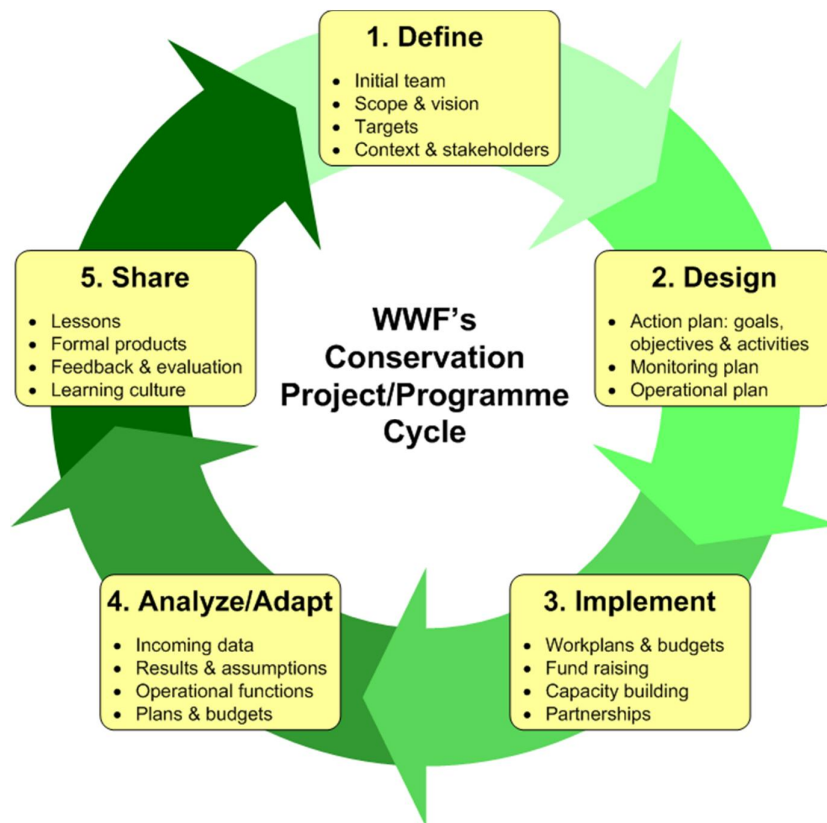 1. Define
• Initial team
• Scope & vision
• Targets
• Context & stakeholders
2. Design
• Action plan: goals,
objectives & activities
• Monitoring plan
• Operational plan
3. Implement
• Workplans & budgets
• Fund raising
• Capacity building
• Partnerships
4. Analyze/Adapt
• Incoming data
• Results & assumptions
• Operational functions
• Plans & budgets
5. Share
• Lessons
• Formal products
• Feedback & evaluation
• Learning culture
WWF's
Conservation
Project/Programme
Cycle